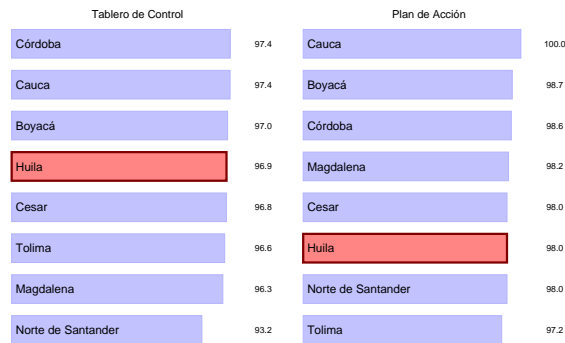 Tablero de Control
Córdoba 97.4
Cauca 97.4
Boyacá 97.0
Huila 96.9
Cesar 96.8
Tolima 96.6
Magdalena 96.3
Norte de Santander 93.2
Plan de Acción
Cauca 100.0
Boyacá 98.7
Córdoba 98.6
Magdalena 98.2
Cesar 98.0
Huila 98.0
Norte de Santander 98.0
Tolima 97.2